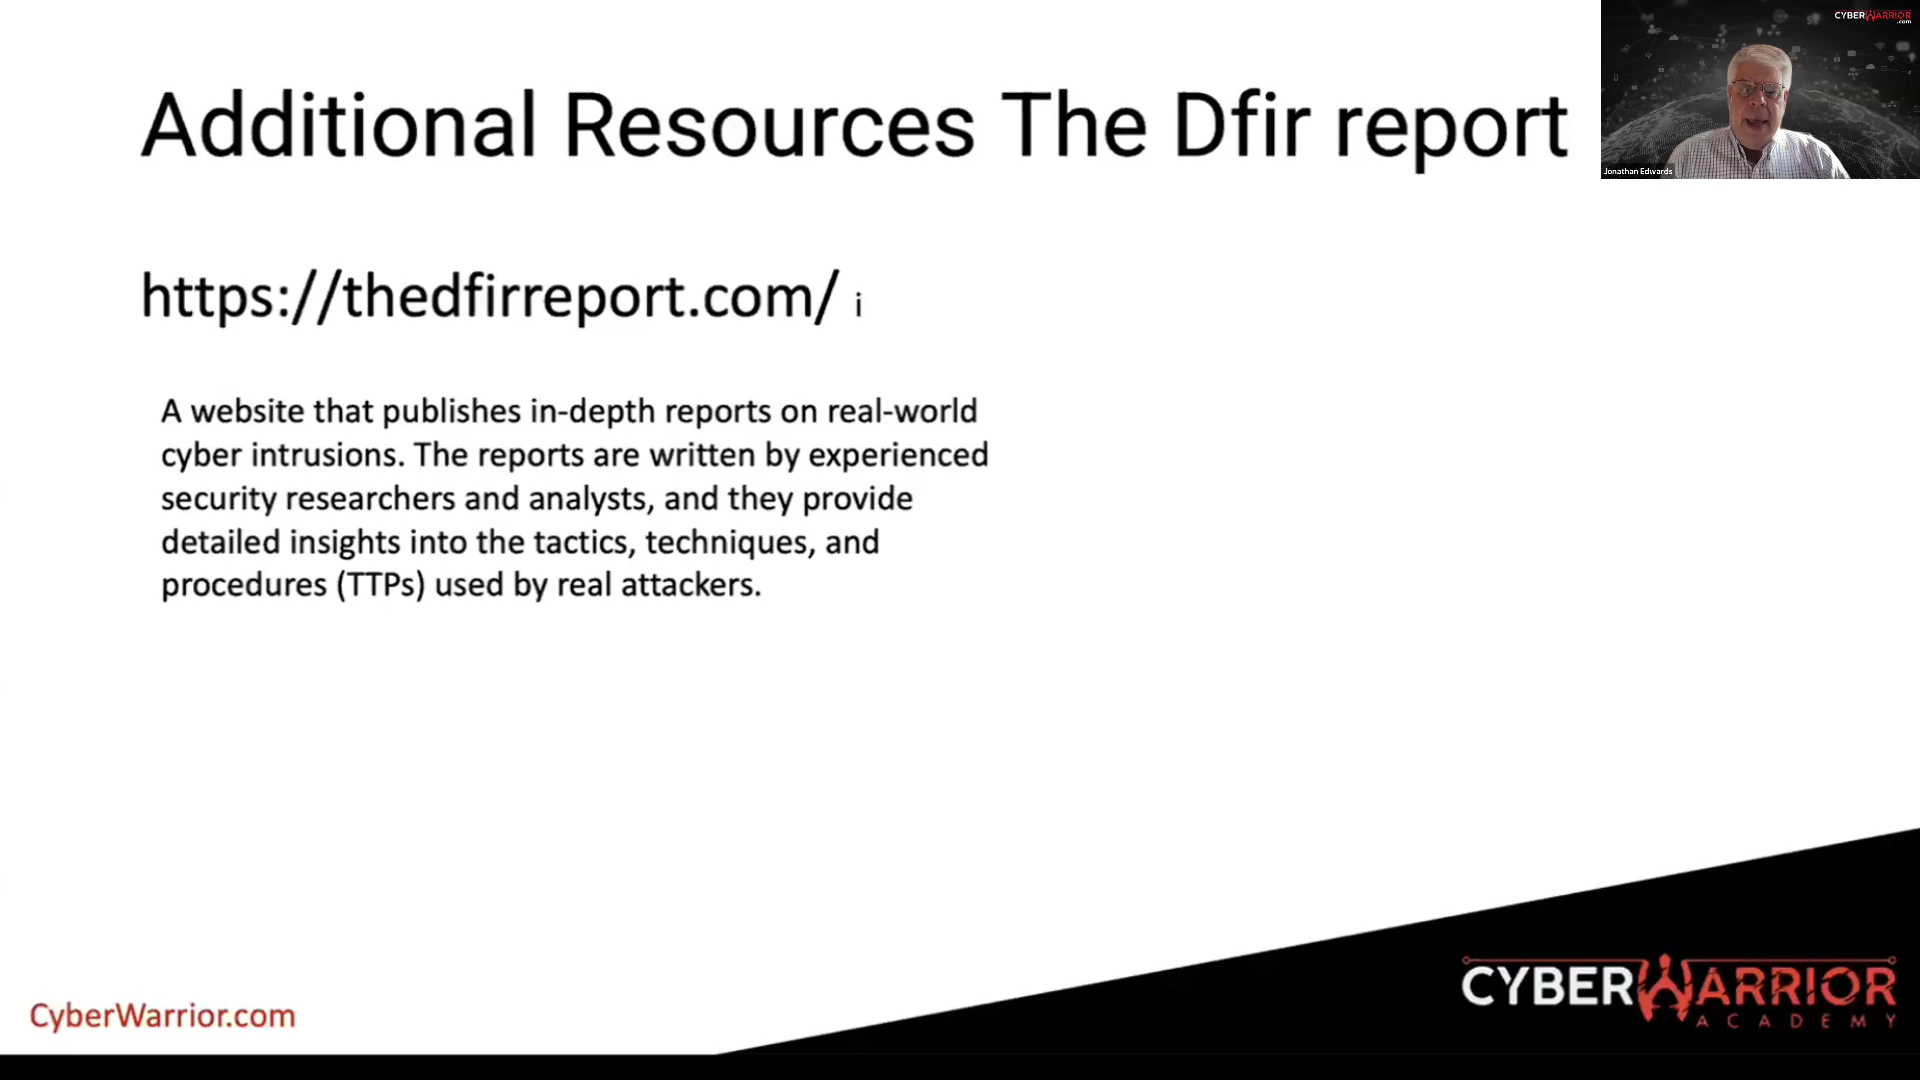 Additional Resources The Dfir report
CYBERWARRIOR
.com
Jonathan Edwards
https://thedfirreport.com/ i
A website that publishes in-depth reports on real-world
cyber intrusions. The reports are written by experienced
security researchers and analysts, and they provide
detailed insights into the tactics, techniques, and
procedures (TTPs) used by real attackers.
CyberWarrior.com
CYBERWARRIOR
ACADEMY